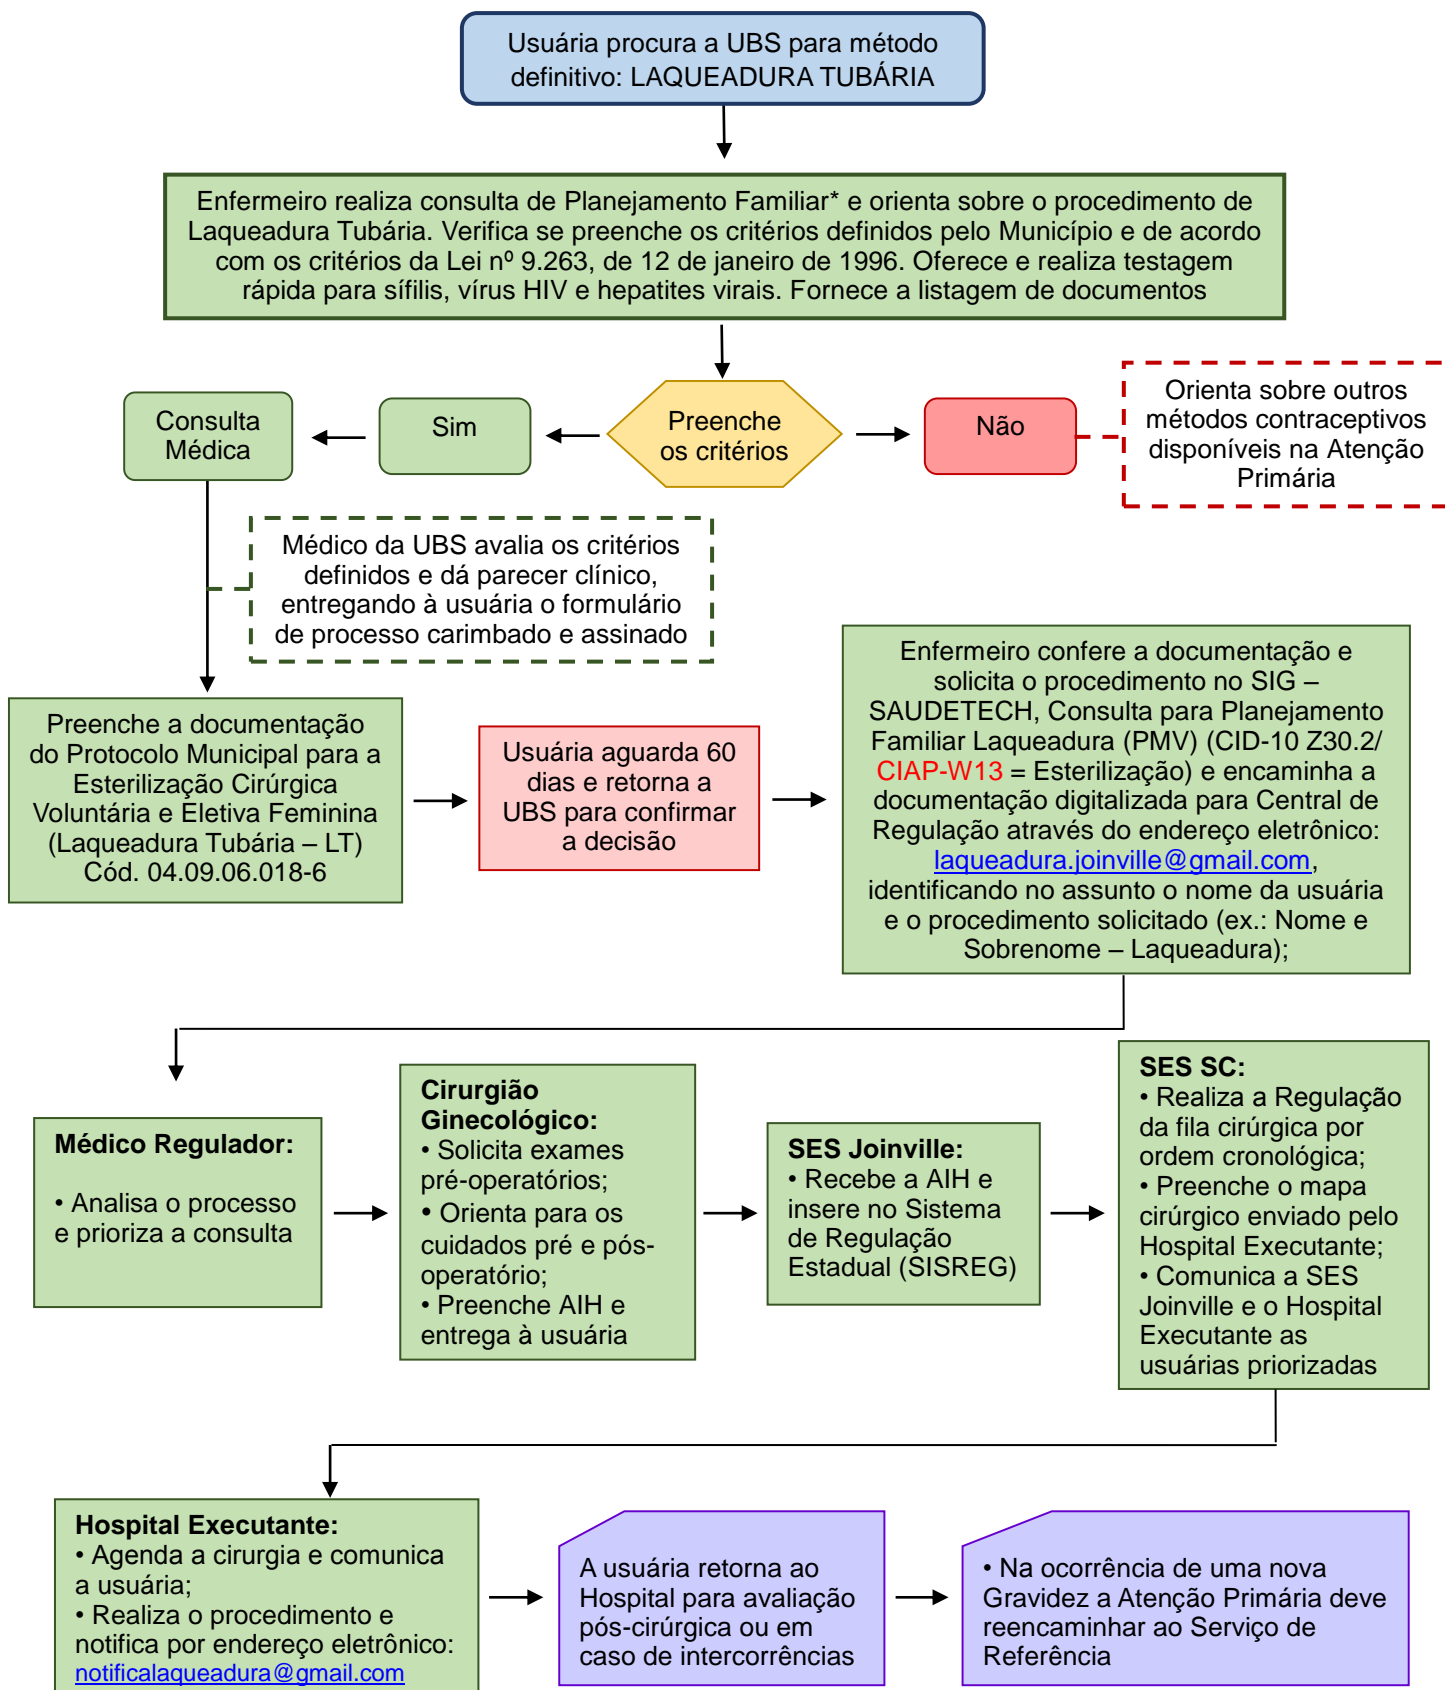 Usuária procura a UBS para método
definitivo: LAQUEADURA TUBÁRIA
Enfermeiro realiza consulta de Planejamento Familiar* e orienta sobre o procedimento de
Laqueadura Tubária. Verifica se preenche os critérios definidos pelo Município e de acordo
com os critérios da Lei nº 9.263, de 12 de janeiro de 1996. Oferece e realiza testagem
rápida para sífilis, vírus HIV e hepatites virais. Fornece a listagem de documentos
Consulta
Médica
Sim
Preenche
os critérios
Não
Orienta sobre outros
métodos contraceptivos
disponíveis na Atenção
Primária
Médico da UBS avalia os critérios
definidos e dá parecer clínico,
entregando à usuária o formulário
de processo carimbado e assinado
Preenche a documentação
do Protocolo Municipal para a
Esterilização Cirúrgica
Voluntária e Eletiva Feminina
(Laqueadura Tubária – LT)
Cód. 04.09.06.018-6
Usuária aguarda 60
dias e retorna a
UBS para confirmar
a decisão
Enfermeiro confere a documentação e
solicita o procedimento no SIG –
SAUDETECH, Consulta para Planejamento
Familiar Laqueadura (PMV) (CID-10 Z30.2/
CIAP-W13 = Esterilização) e encaminha a
documentação digitalizada para Central de
Regulação através do endereço eletrônico:
laqueadura.joinville@gmail.com,
identificando no assunto o nome da usuária
e o procedimento solicitado (ex.: Nome e
Sobrenome – Laqueadura);
Médico Regulador:
• Analisa o processo
e prioriza a consulta
Cirurgião
Ginecológico:
• Solicita exames
pré-operatórios;
• Orienta para os
cuidados pré e pós-
operatório;
• Preenche AIH e
entrega à usuária
SES Joinville:
• Recebe a AIH e
insere no Sistema
de Regulação
Estadual (SISREG)
SES SC:
• Realiza a Regulação
da fila cirúrgica por
ordem cronológica;
• Preenche o mapa
cirúrgico enviado pelo
Hospital Executante;
• Comunica a SES
Joinville e o Hospital
Executante as
usuárias priorizadas
Hospital Executante:
• Agenda a cirurgia e comunica
a usuária;
• Realiza o procedimento e
notifica por endereço eletrônico:
notificalaqueadura@gmail.com
A usuária retorna ao
Hospital para avaliação
pós-cirúrgica ou em
caso de intercorrências
• Na ocorrência de uma nova
Gravidez a Atenção Primária deve
reencaminhar ao Serviço de
Referência